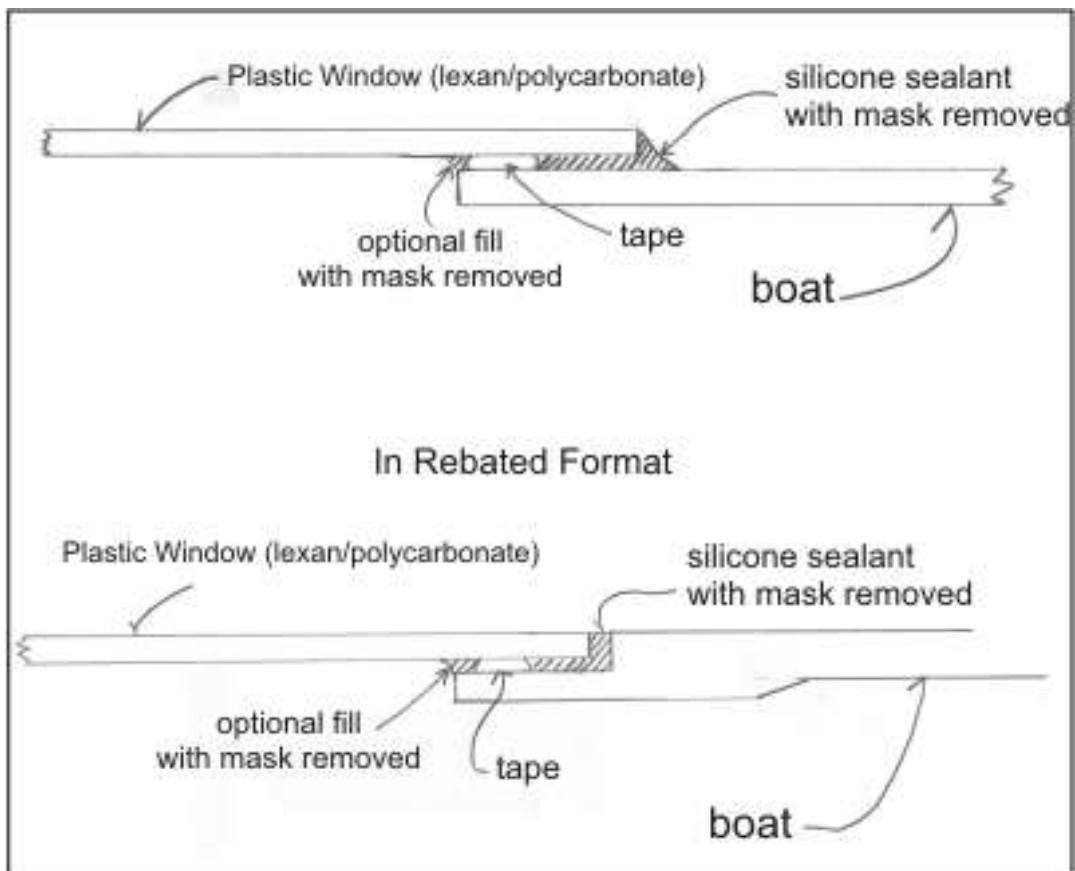 Plastic Window (lexan/polycarbonate)
silicone sealant
with mask removed
optional fill
with mask removed
tape
boat
In Rebated Format
Plastic Window (lexan/polycarbonate)
silicone sealant
with mask removed
optional fill
with mask removed
tape
boat